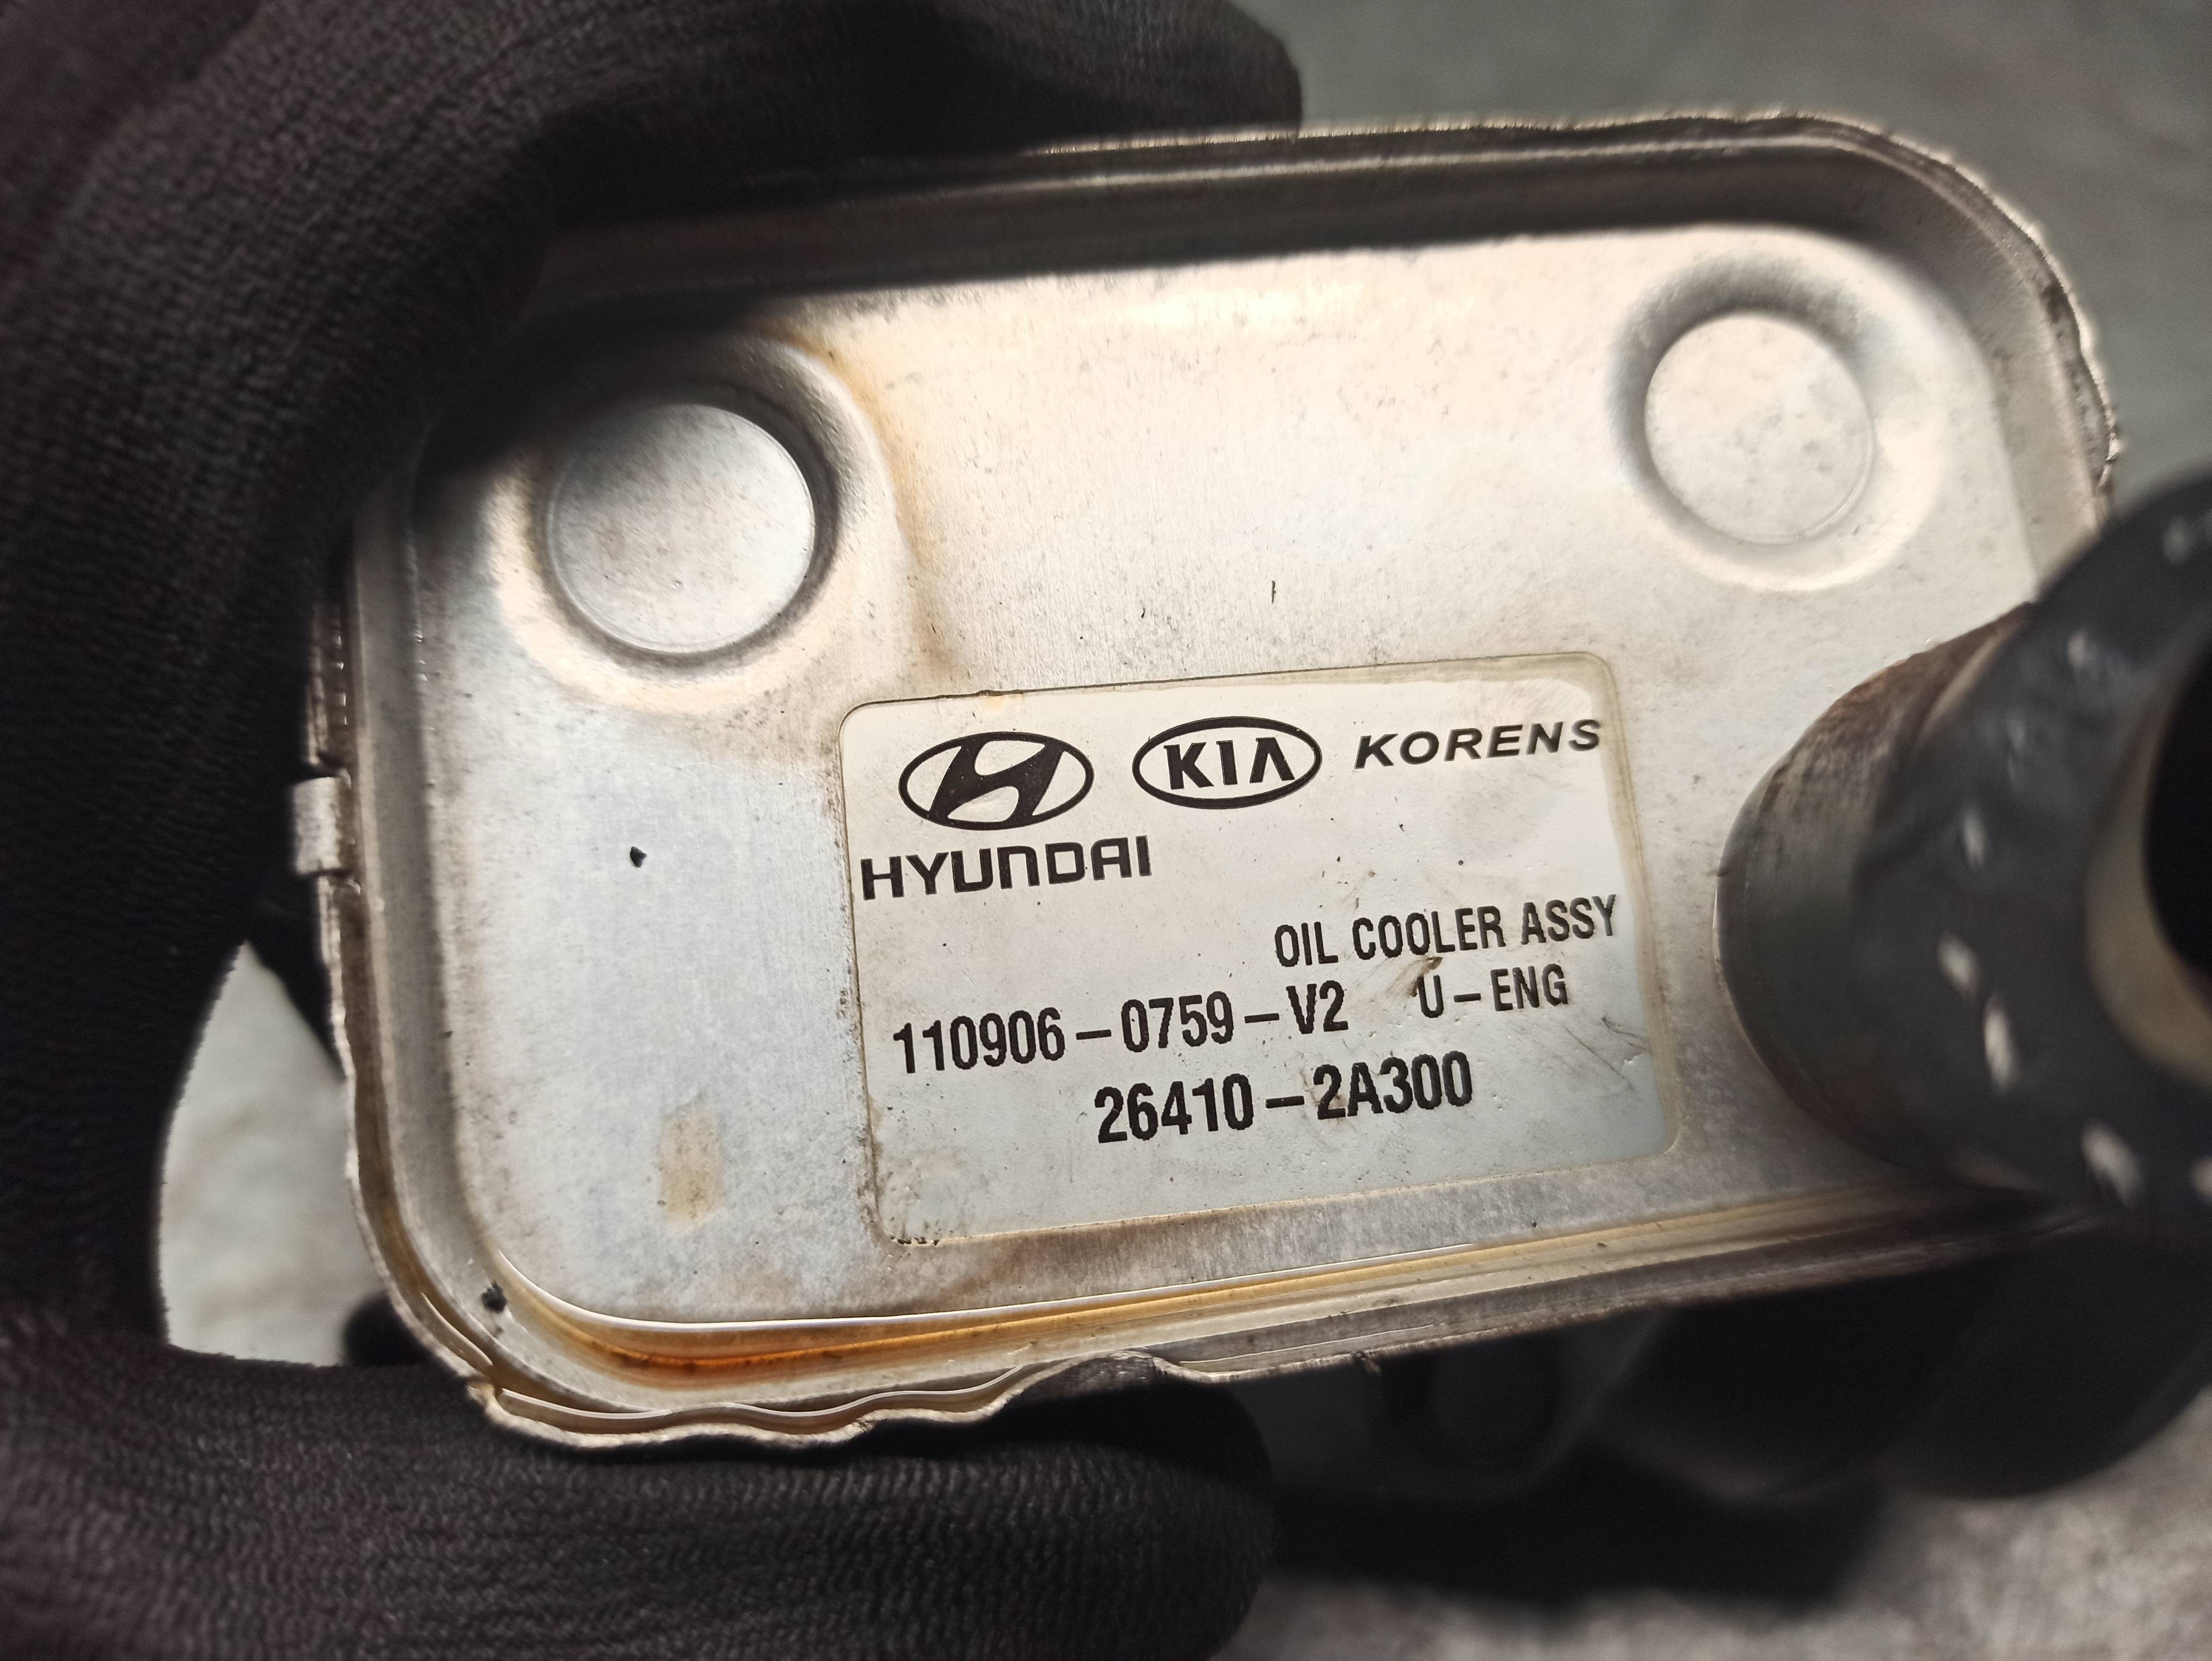 KIA KORENS
HYUNDAI
OIL COOLER ASSY
110906-0759-V2 U-ENG
26410-2A300